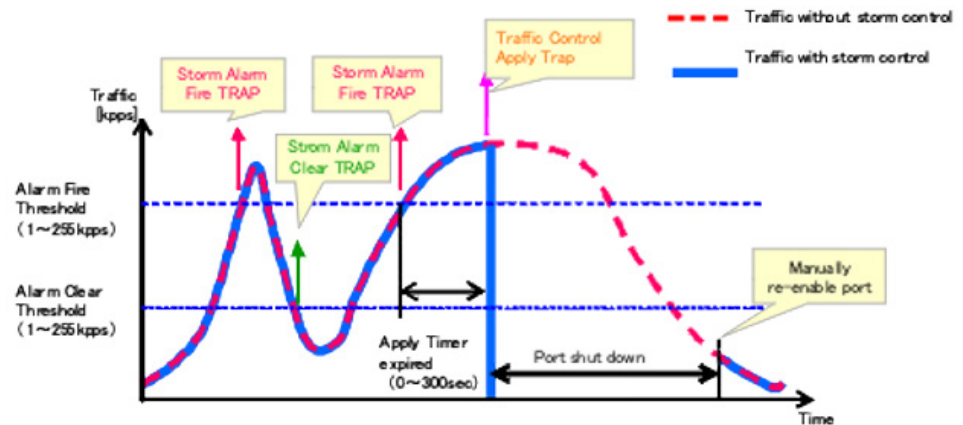 Traffic without storm control
Traffic with storm control
Traffic Control
Apply Trap
Storm Alarm
Fire TRAP
Storm Alarm
Fire TRAP
Strom Alarm
Clear TRAP
Traffic
[kpps]
Alarm Fire
Threshold
(1～255kpps)
Alarm Clear
Threshold
(1～255kpps)
Manually
re-enable port
Apply Timer
expired
(0～300sec)
Port shut down
Time